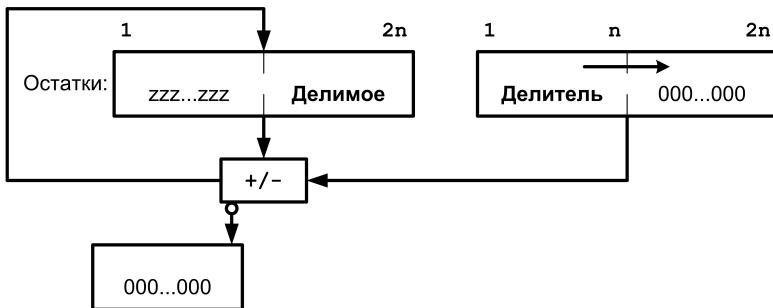 1 2n 1 n 2n
Остатки: zzz...zzz Делимое Делитель 000...000
+/-
000...000